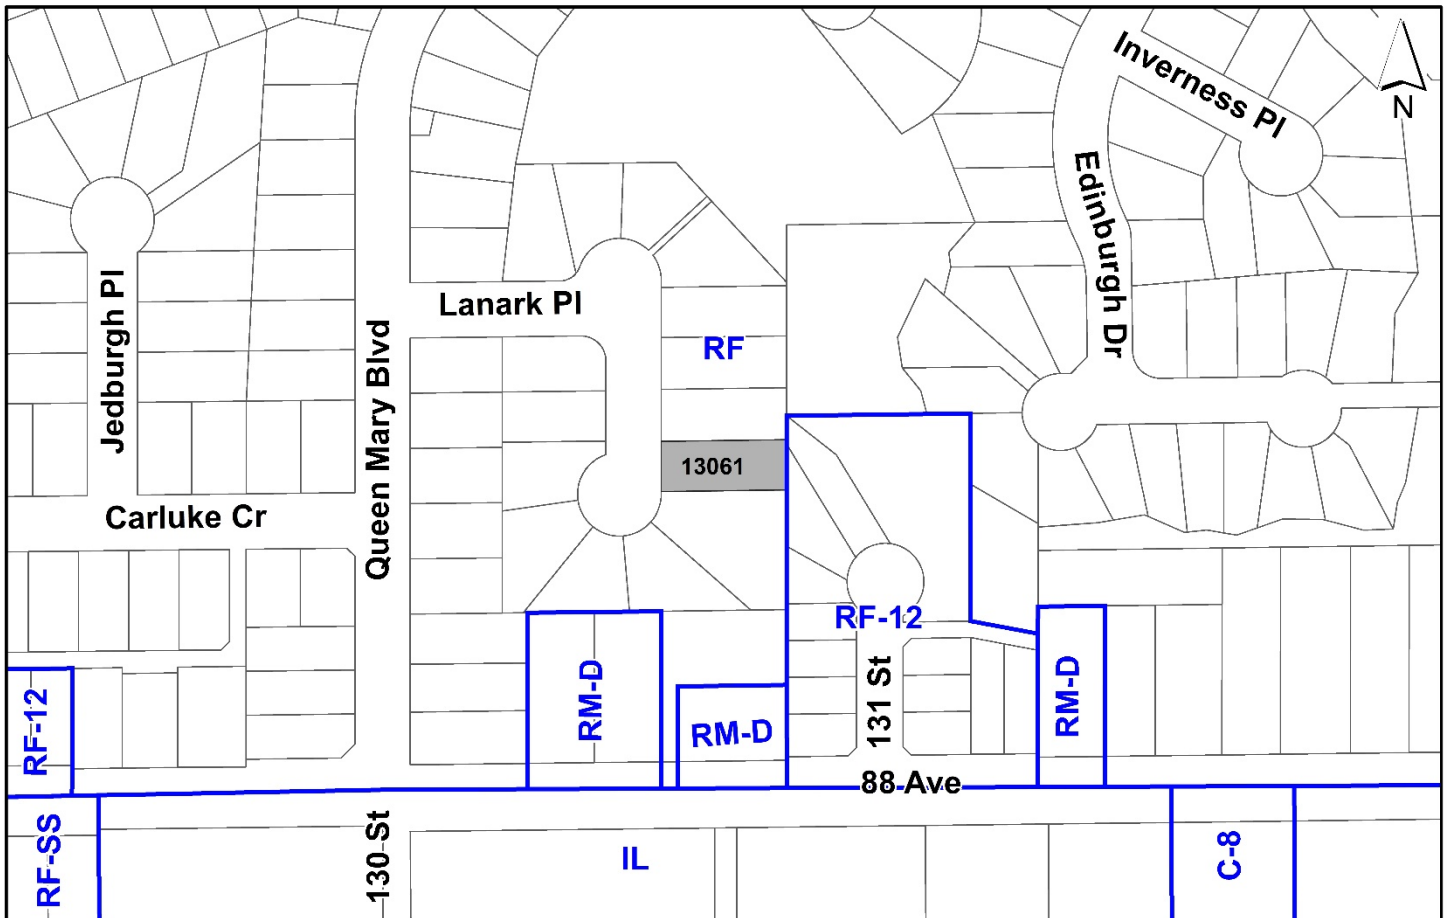 Inverness Pl
N
Edinburgh Dr
Jedburgh Pl
Lanark Pl
Queen Mary Blvd
RF
13061
Carluke Cr
RF-12
RM-D
RM-D
131 St
RM-D
RF-12
88 Ave
RF-SS
130 St
IL
C-8